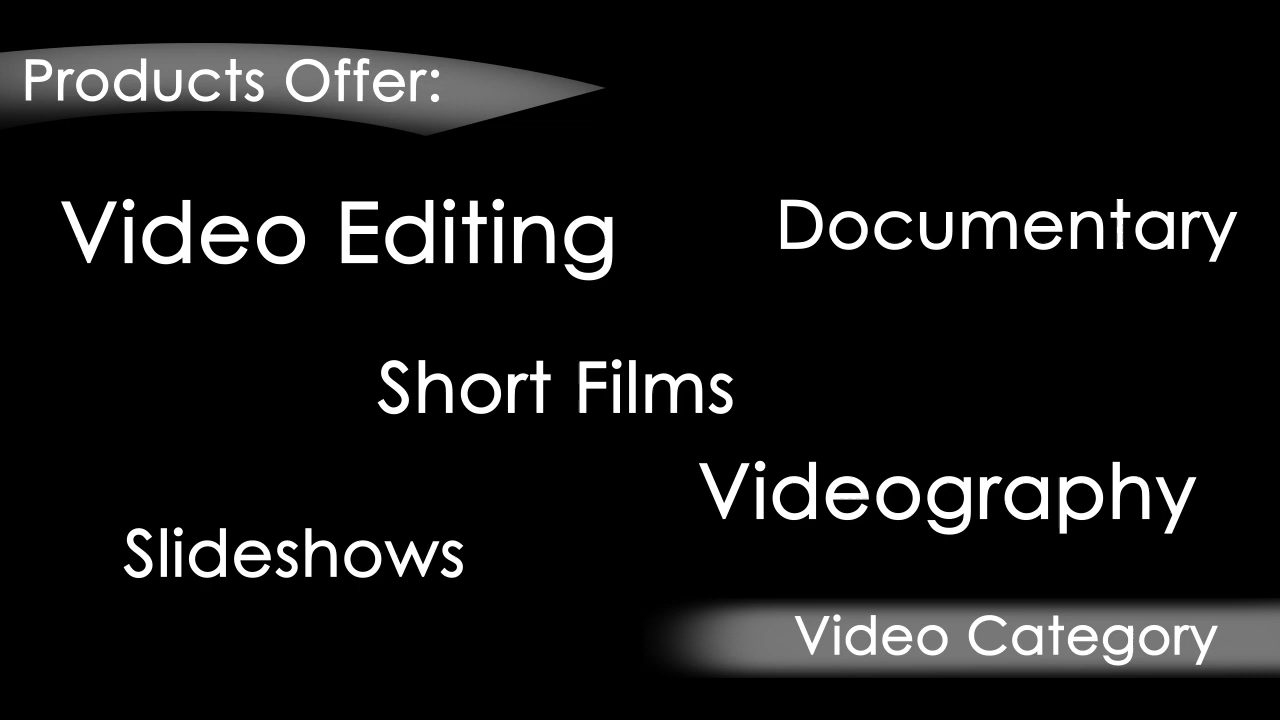 Products Offer:
Video Editing
Documentary
Short Films
Videography
Slideshows
Video Category